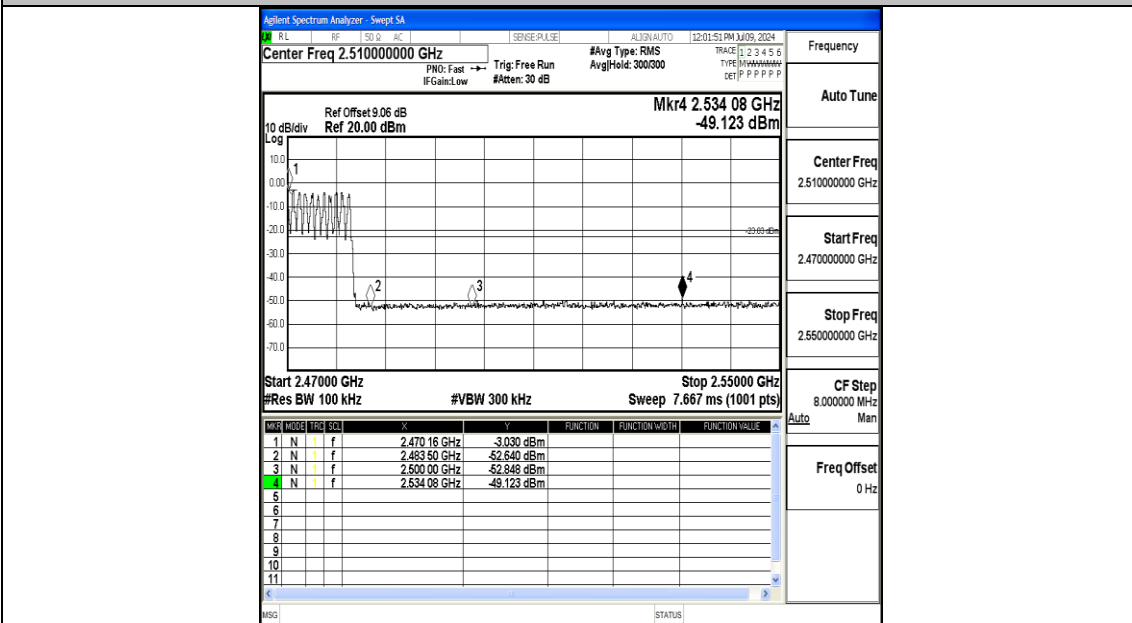 Agilent Spectrum Analyzer - Swept SA
RL RF 50 Ω AC SENSE:PULSE ALIGN AUTO 12:01:51 PM Jul 09, 2024
Center Freq 2.510000000 GHz
PNO: Fast
IFGain:Low
Trig: Free Run
#Atten: 30 dB
#Avg Type: RMS
Avg|Hold: 300/300
TRACE 1 2 3 4 5 6
TYPE
DET P P P P P P
Frequency
Auto Tune
Center Freq
2.510000000 GHz
Start Freq
2.470000000 GHz
Stop Freq
2.550000000 GHz
CF Step
8.000000 MHz
Auto Man
Freq Offset
0 Hz
Mkr4 2.534 08 GHz
-49.123 dBm
Ref Offset 9.06 dB
10 dB/div Ref 20.00 dBm
Log
10.0
0.00
-10.0
-20.0
-30.0
-40.0
-50.0
-60.0
-70.0
1
2
3
4
-23.03 dBm
Start 2.47000 GHz Stop 2.55000 GHz
#Res BW 100 kHz #VBW 300 kHz Sweep 7.667 ms (1001 pts)
MKR MODE TRC SCL X Y FUNCTION FUNCTION WIDTH FUNCTION VALUE
1 N 1 f 2.470 16 GHz -3.030 dBm
2 N 1 f 2.483 50 GHz -52.640 dBm
3 N 1 f 2.500 00 GHz -52.848 dBm
4 N 1 f 2.534 08 GHz -49.123 dBm
5
6
7
8
9
10
11
MSG STATUS